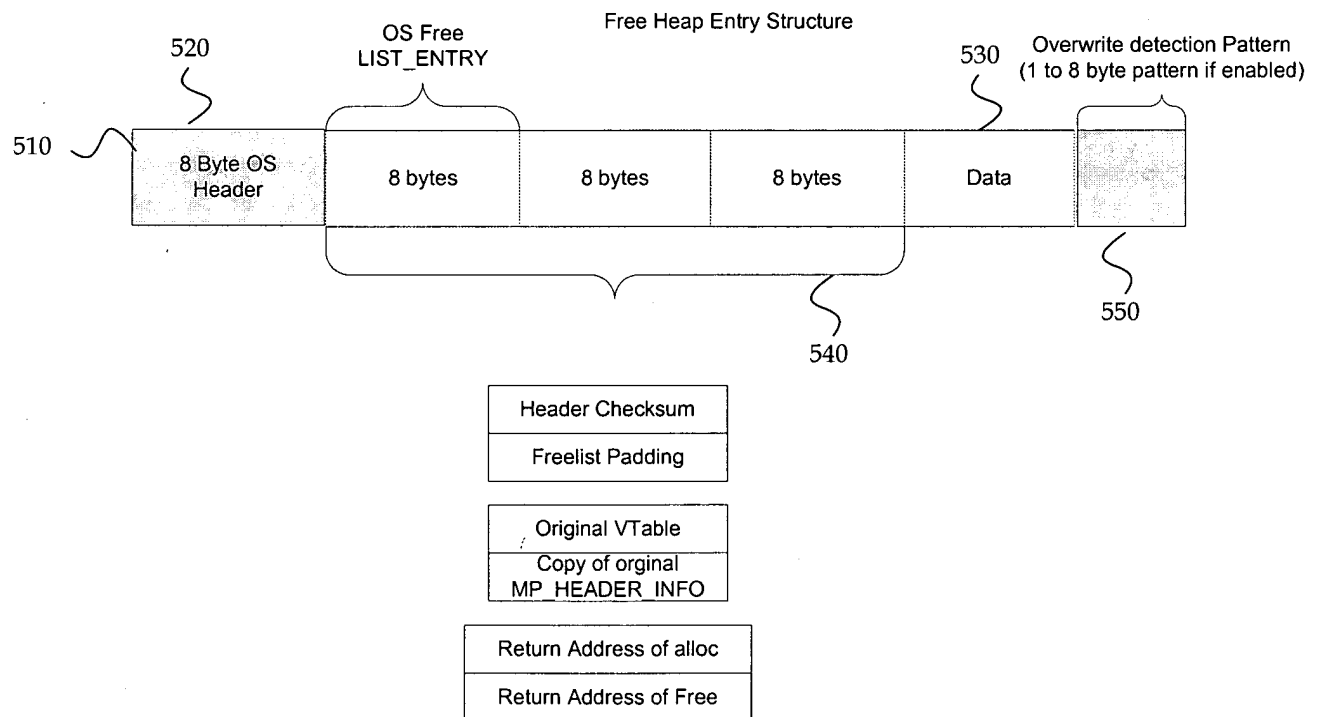 Free Heap Entry Structure
OS Free
LIST_ENTRY
520
530
Overwrite detection Pattern
(1 to 8 byte pattern if enabled)
510
8 Byte OS
Header
8 bytes
8 bytes
8 bytes
Data
550
540
Header Checksum
Freelist Padding
Original VTable
Copy of orginal
MP_HEADER_INFO
Return Address of alloc
Return Address of Free